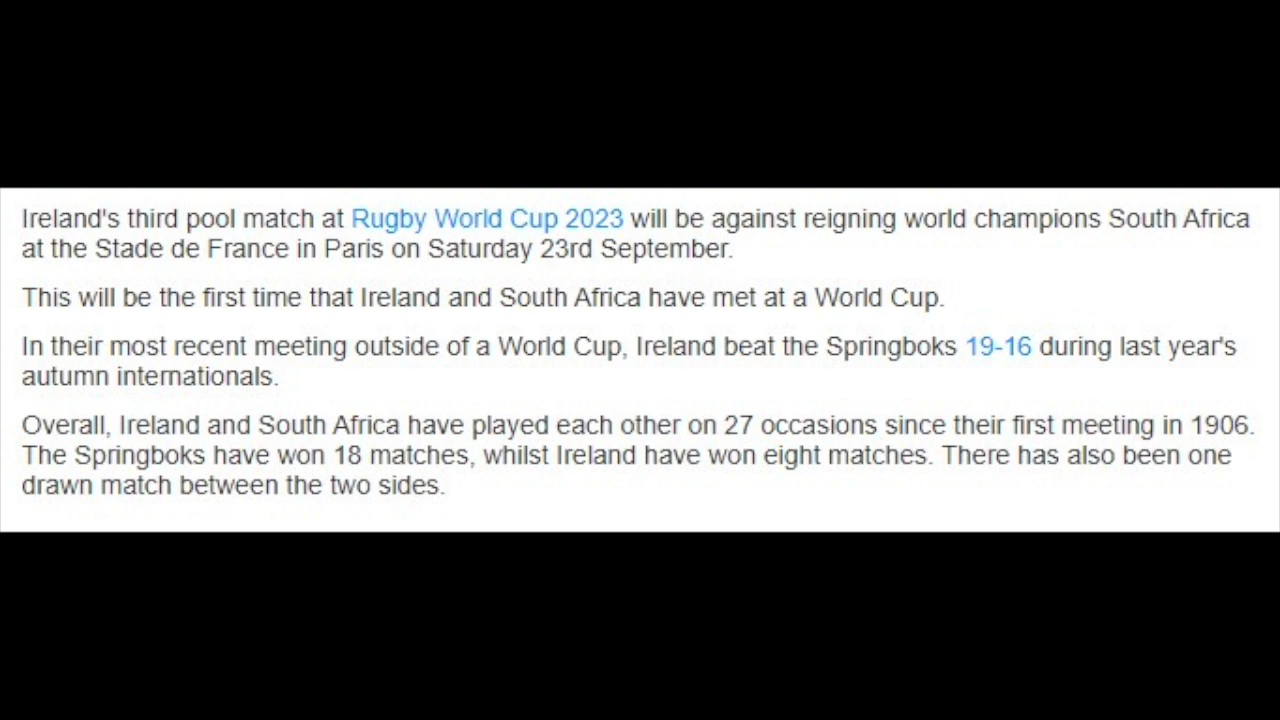 Ireland's third pool match at Rugby World Cup 2023 will be against reigning world champions South Africa
at the Stade de France in Paris on Saturday 23rd September.
This will be the first time that Ireland and South Africa have met at a World Cup.
In their most recent meeting outside of a World Cup, Ireland beat the Springboks 19-16 during last year's
autumn internationals.
Overall, Ireland and South Africa have played each other on 27 occasions since their first meeting in 1906.
The Springboks have won 18 matches, whilst Ireland have won eight matches. There has also been one
drawn match between the two sides.